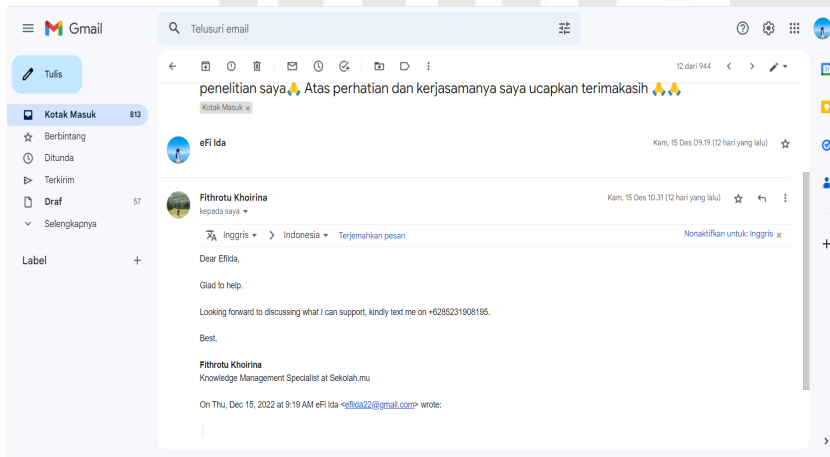 Gmail
Telusuri email
Tulis
12 dari 944
penelitian saya🙏 Atas perhatian dan kerjasamanya saya ucapkan terimakasih 🙏🙏
Kotak Masuk x
Kotak Masuk 813
Berbintang
Ditunda
Terkirim
Draf 57
Selengkapnya
Label
eFi Ida
Kam, 15 Des 09.19 (12 hari yang lalu)
Fithrotu Khoirina
Kam, 15 Des 10.31 (12 hari yang lalu)
kepada saya
Inggris > Indonesia Terjemahkan pesan
Nonaktifkan untuk: Inggris x
Dear Efilda,
Glad to help.
Looking forward to discussing what I can support, kindly text me on +6285231908195.
Best,
Fithrotu Khoirina
Knowledge Management Specialist at Sekolah.mu
On Thu, Dec 15, 2022 at 9:19 AM eFi Ida <efilda22@gmail.com> wrote: